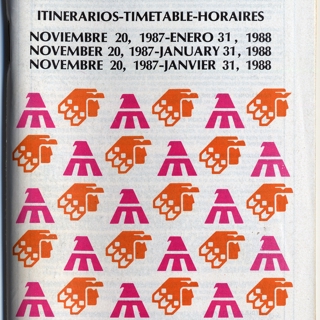 ITINERARIOS-TIMETABLE-HORAIRES
NOVIEMBRE 20, 1987-ENERO 31, 1988
NOVEMBER 20, 1987-JANUARY 31, 1988
NOVEMBRE 20, 1987-JANVIER 31, 1988